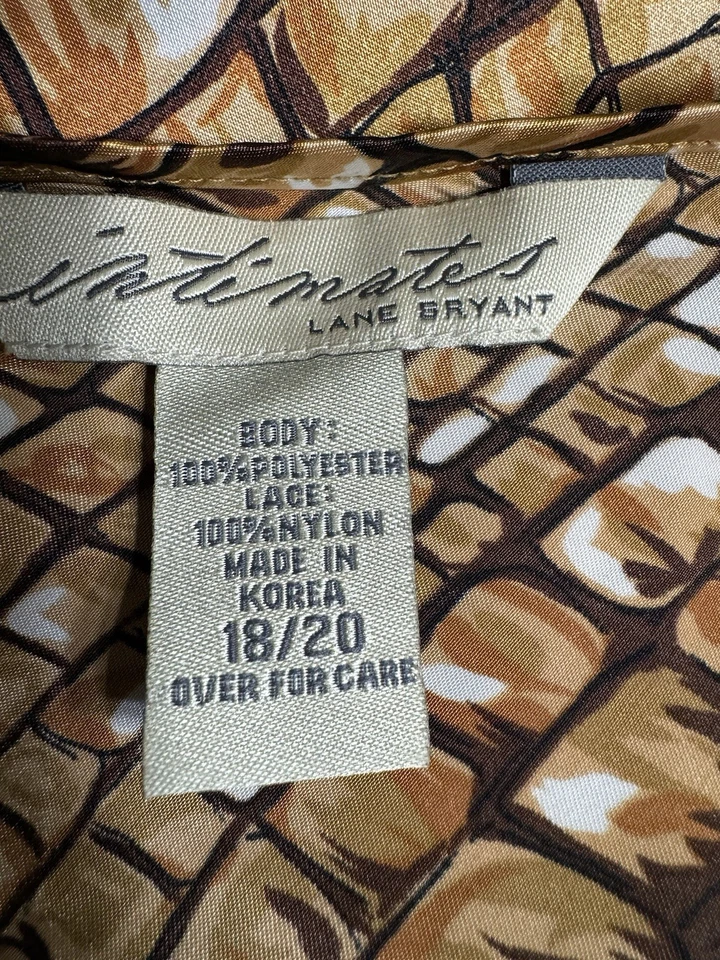 intimates
LANE BRYANT
BODY:
100%POLYESTER
LACE:
100%NYLON
MADE IN
KOREA
18/20
OVER FOR CARE